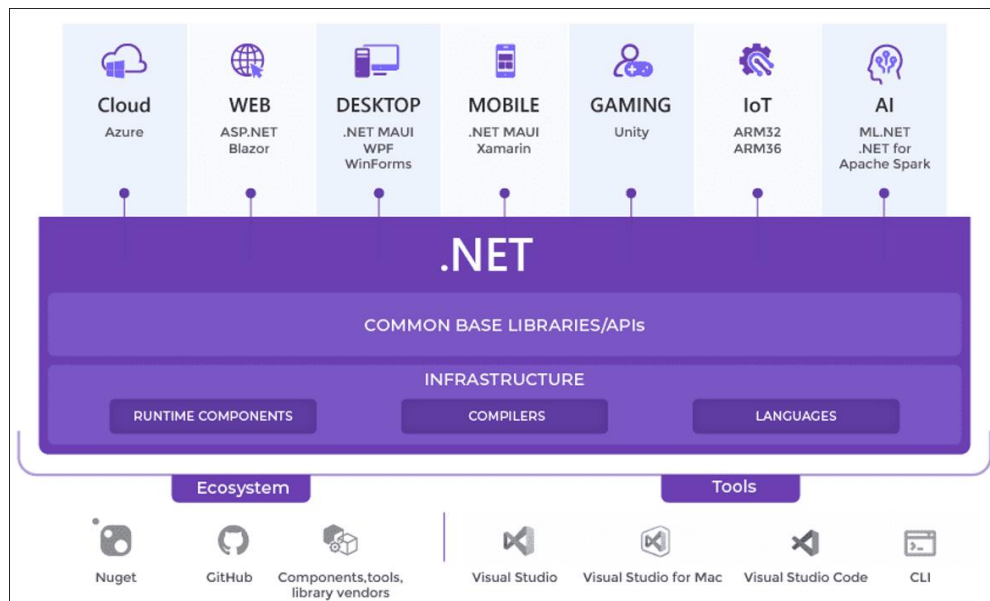 Cloud
Azure
WEB
ASP.NET
Blazor
DESKTOP
.NET MAUI
WPF
WinForms
MOBILE
.NET MAUI
Xamarin
GAMING
Unity
IoT
ARM32
ARM36
AI
ML.NET
.NET for
Apache Spark
.NET
COMMON BASE LIBRARIES/APIs
INFRASTRUCTURE
RUNTIME COMPONENTS
COMPILERS
LANGUAGES
Ecosystem
Tools
Nuget
GitHub
Components,tools,
library vendors
Visual Studio
Visual Studio for Mac
Visual Studio Code
CLI